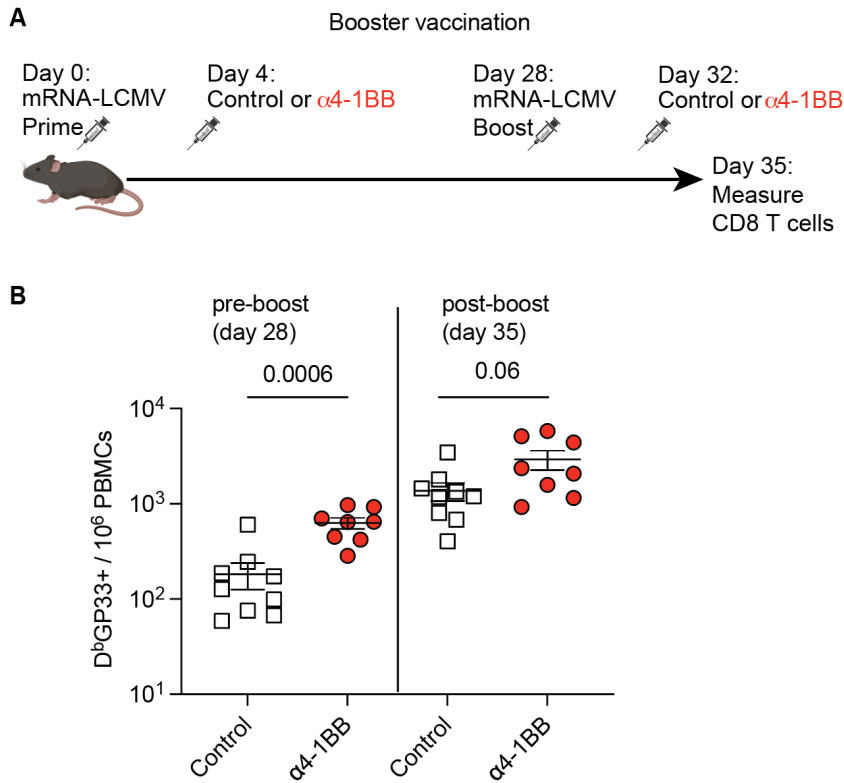 A
Booster vaccination
Day 0:
mRNA-LCMV
Prime
Day 4:
Control or α4-1BB
Day 28:
mRNA-LCMV
Boost
Day 32:
Control or α4-1BB
Day 35:
Measure
CD8 T cells
B
pre-boost
(day 28)
post-boost
(day 35)
0.0006
0.06
DᵇGP33+ / 10⁶ PBMCs
10⁴
10³
10²
10¹
Control
α4-1BB
Control
α4-1BB